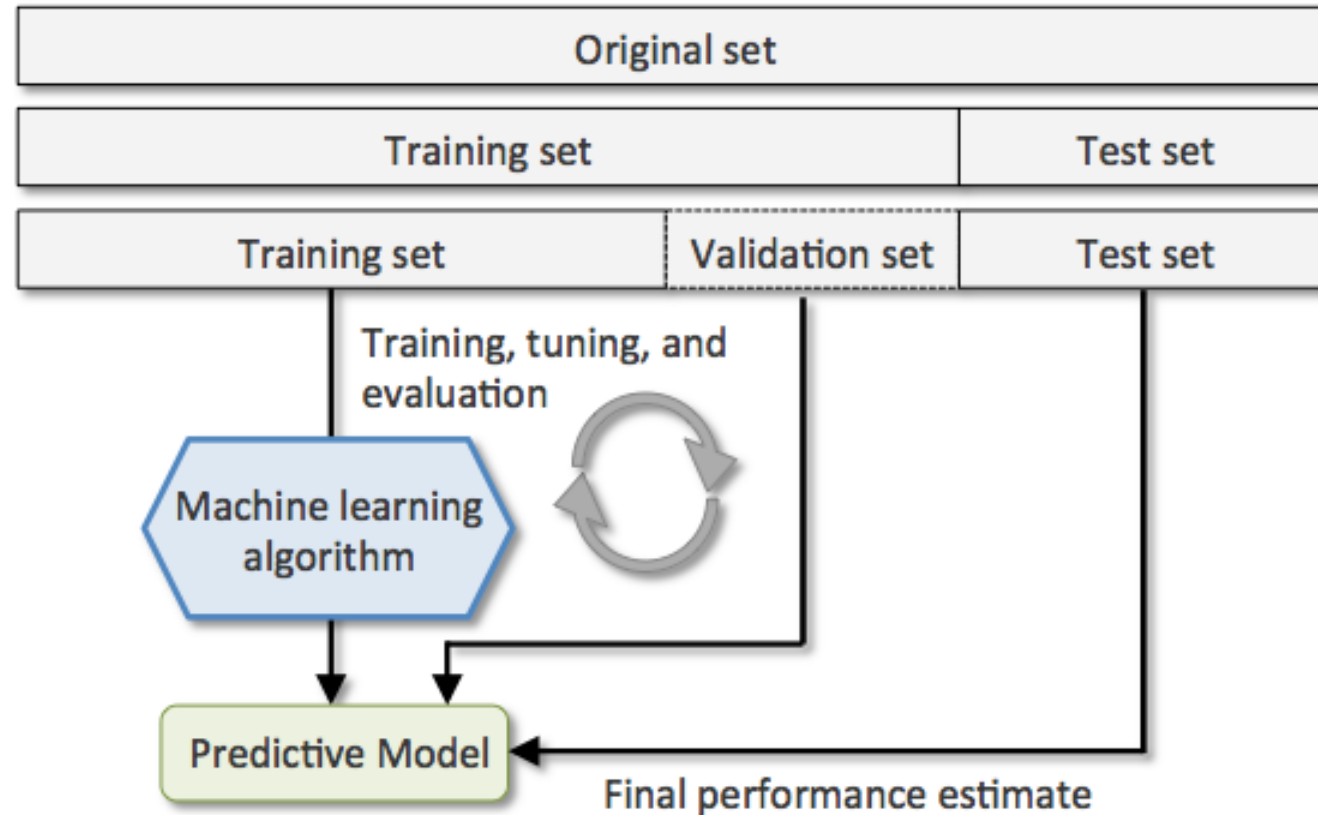 Original set
Training set
Test set
Training set
Validation set
Test set
Training, tuning, and
evaluation
Machine learning
algorithm
Predictive Model
Final performance estimate